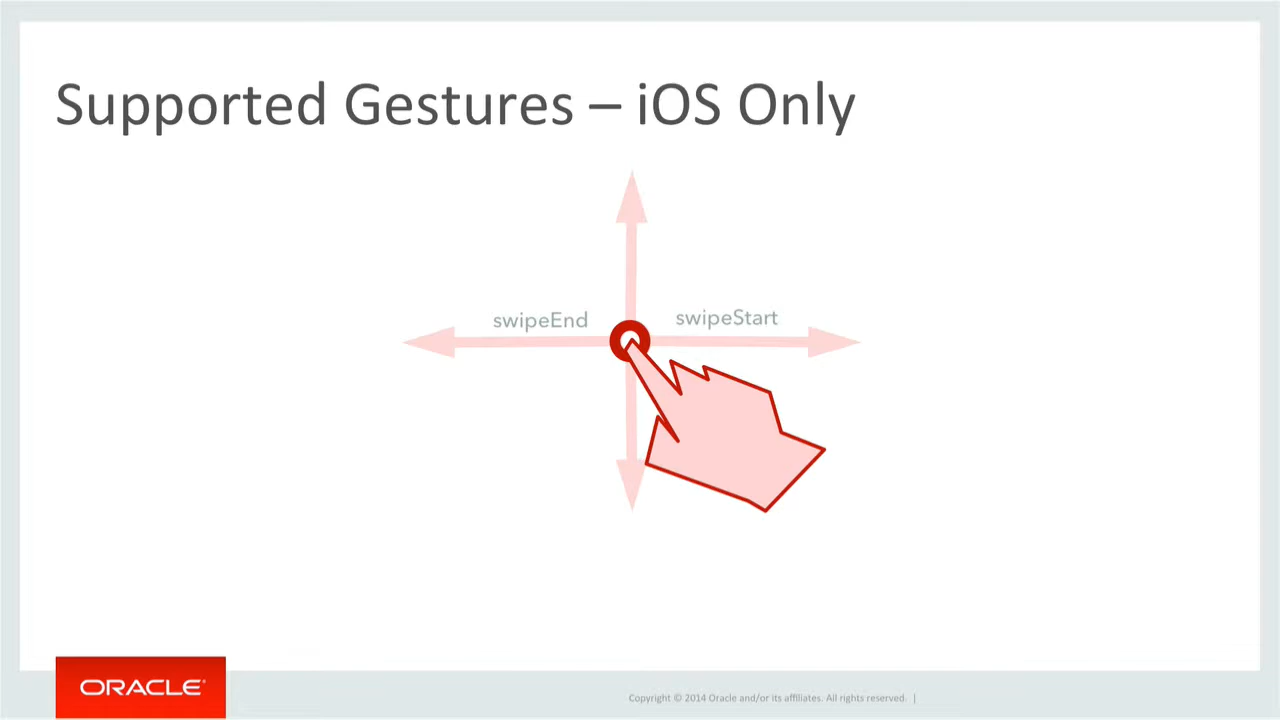 Supported Gestures – iOS Only
swipeEnd
swipeStart
ORACLE®
Copyright © 2014 Oracle and/or its affiliates. All rights reserved. |